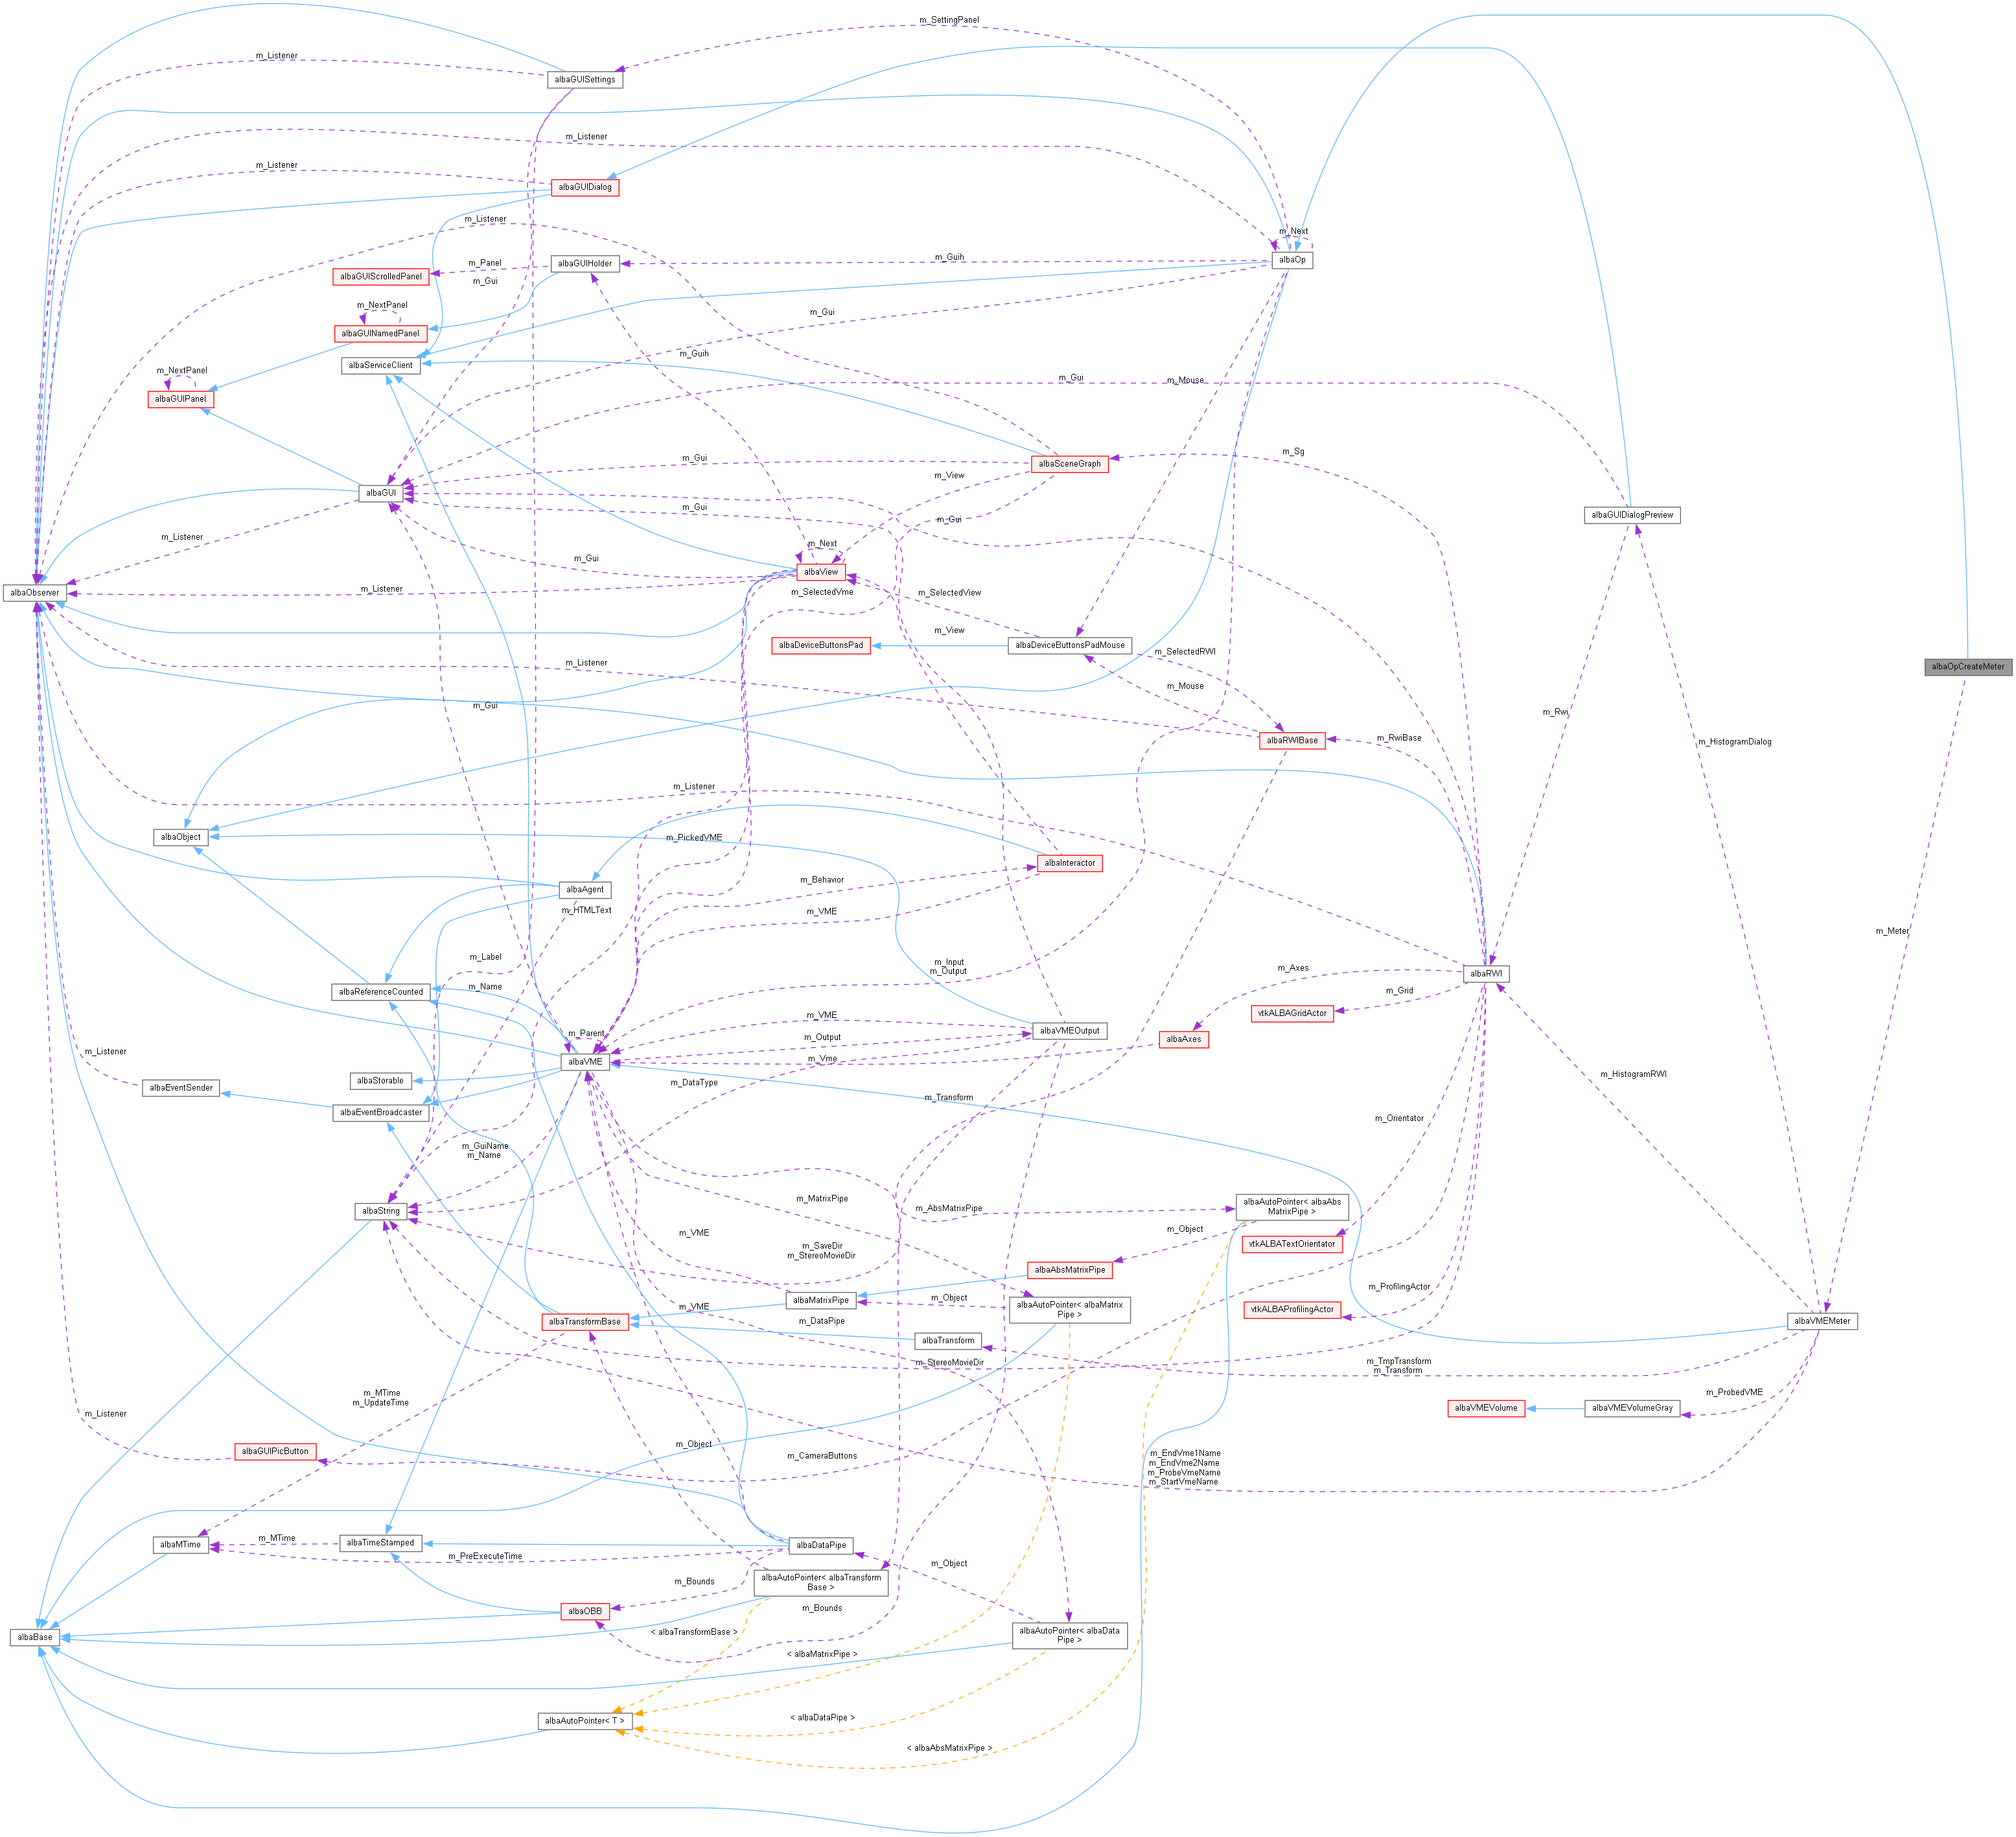 m_SettingPanel
m_Listener
albaGUISettings
m_Listener
m_Listener
albaGUIDialog
m_Listener
m_Next
m_Guih
albaOp
m_Panel
albaGUIHolder
albaGUIScrolledPanel
m_Gui
m_NextPanel
m_Gui
albaGUINamedPanel
m_Guih
albaServiceClient
m_NextPanel
m_Gui
m_Mouse
albaGUIPanel
m_Sg
m_Gui
albaSceneGraph
m_View
albaGUI
m_Gui
albaGUIDialogPreview
m_Gui
m_Listener
m_Next
m_Gui
albaView
m_Listener
albaObserver
m_SelectedVme
m_SelectedView
m_View
albaDeviceButtonsPad
albaDeviceButtonsPadMouse
m_SelectedRWI
m_Listener
albaOpCreateMeter
m_Mouse
m_Gui
m_Rwi
m_RwiBase
albaRWIBase
m_HistogramDialog
m_Listener
albaObject
m_PickedVME
albaInteractor
m_Behavior
albaAgent
m_HTMLText
m_VME
m_Meter
m_Label
m_Input
m_Output
m_Axes
albaRWI
m_Name
albaReferenceCounted
m_Grid
vtkALBAGridActor
m_VME
m_Parent
albaVMEOutput
m_Output
albaAxes
m_Listener
albaVME
m_Vme
m_HistogramRWI
albaStorable
m_DataType
albaEventSender
m_Transform
albaEventBroadcaster
m_Orientator
m_GuiName
m_Name
m_MatrixPipe
albaAutoPointer< albaAbs
MatrixPipe >
albaString
m_AbsMatrixPipe
m_VME
m_Object
m_SaveDir
m_StereoMovieDir
vtkALBATextOrientator
albaAbsMatrixPipe
m_ProfilingActor
albaMatrixPipe
m_Object
albaAutoPointer< albaMatrix
Pipe >
m_VME
vtkALBAProfilingActor
albaTransformBase
m_DataPipe
albaVMEMeter
albaTransform
m_StereoMovieDir
m_TmpTransform
m_Transform
m_MTime
m_UpdateTime
m_ProbedVME
m_Listener
albaVMEVolume
albaVMEVolumeGray
albaGUIPicButton
m_Object
m_CameraButtons
m_EndVme1Name
m_EndVme2Name
m_ProbeVmeName
m_StartVmeName
albaMTime
m_MTime
albaTimeStamped
albaDataPipe
m_PreExecuteTime
m_Object
m_Bounds
albaAutoPointer< albaTransform
Base >
albaOBB
m_Bounds
albaBase
< albaTransformBase >
albaAutoPointer< albaData
Pipe >
< albaMatrixPipe >
albaAutoPointer< T >
< albaDataPipe >
< albaAbsMatrixPipe >